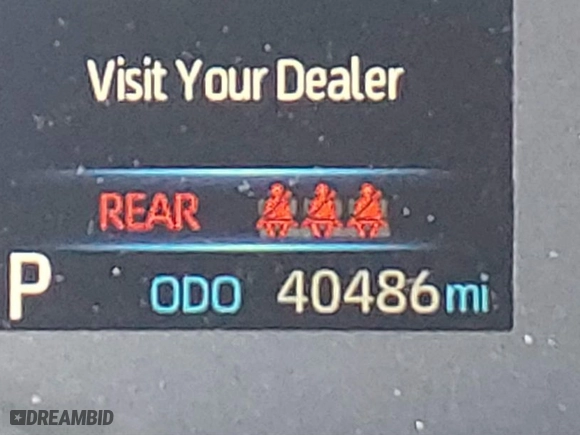 Visit Your Dealer
REAR
P ODO 40486 mi
DREAMBID